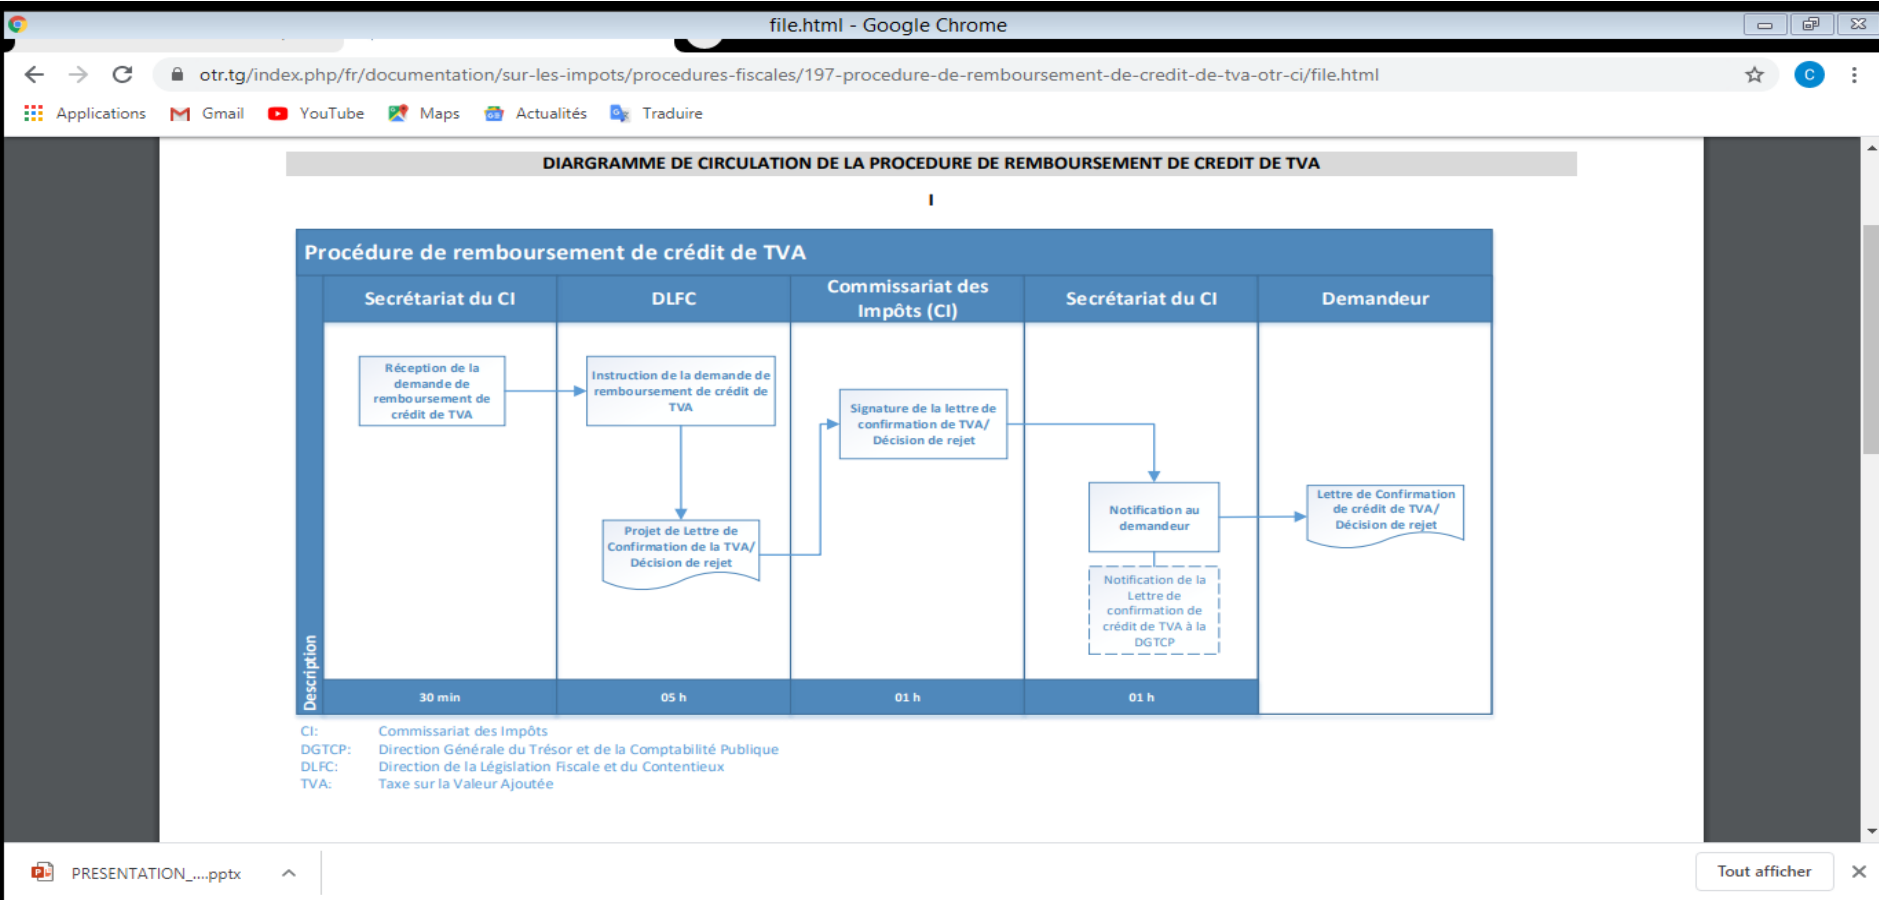 file.html - Google Chrome
otr.tg/index.php/fr/documentation/sur-les-impots/procedures-fiscales/197-procedure-de-remboursement-de-credit-de-tva-otr-ci/file.html
C
Applications
Gmail
YouTube
Maps
Actualités
Traduire
DIARGRAMME DE CIRCULATION DE LA PROCEDURE DE REMBOURSEMENT DE CREDIT DE TVA
I
Procédure de remboursement de crédit de TVA
Secrétariat du CI
DLFC
Commissariat des
Impôts (CI)
Secrétariat du CI
Demandeur
Réception de la
demande de
remboursement de
crédit de TVA
Instruction de la demande de
remboursement de crédit de
TVA
Projet de Lettre de
Confirmation de la TVA/
Décision de rejet
Signature de la lettre de
confirmation de TVA/
Décision de rejet
Notification au
demandeur
Notification de la
Lettre de
confirmation de
crédit de TVA à la
DGTCP
Lettre de Confirmation
de crédit de TVA/
Décision de rejet
Description
30 min
05 h
01 h
01 h
CI: Commissariat des Impôts
DGTCP: Direction Générale du Trésor et de la Comptabilité Publique
DLFC: Direction de la Législation Fiscale et du Contentieux
TVA: Taxe sur la Valeur Ajoutée
PRESENTATION_....pptx
Tout afficher